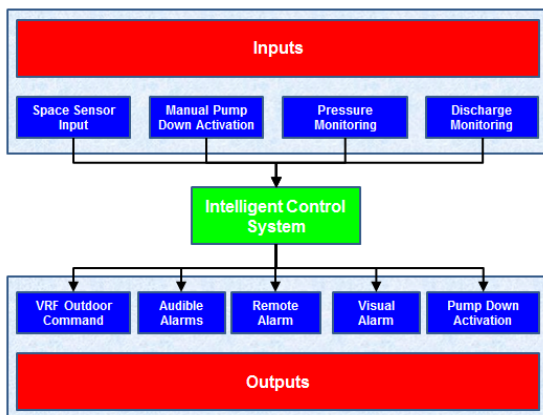 Inputs
Space Sensor
Input
Manual Pump
Down Activation
Pressure
Monitoring
Discharge
Monitoring
Intelligent Control
System
VRF Outdoor
Command
Audible
Alarms
Remote
Alarm
Visual
Alarm
Pump Down
Activation
Outputs